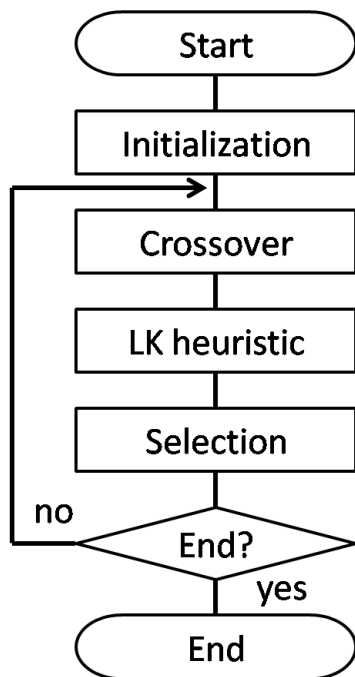 Start
Initialization
Crossover
LK heuristic
Selection
no
End?
yes
End